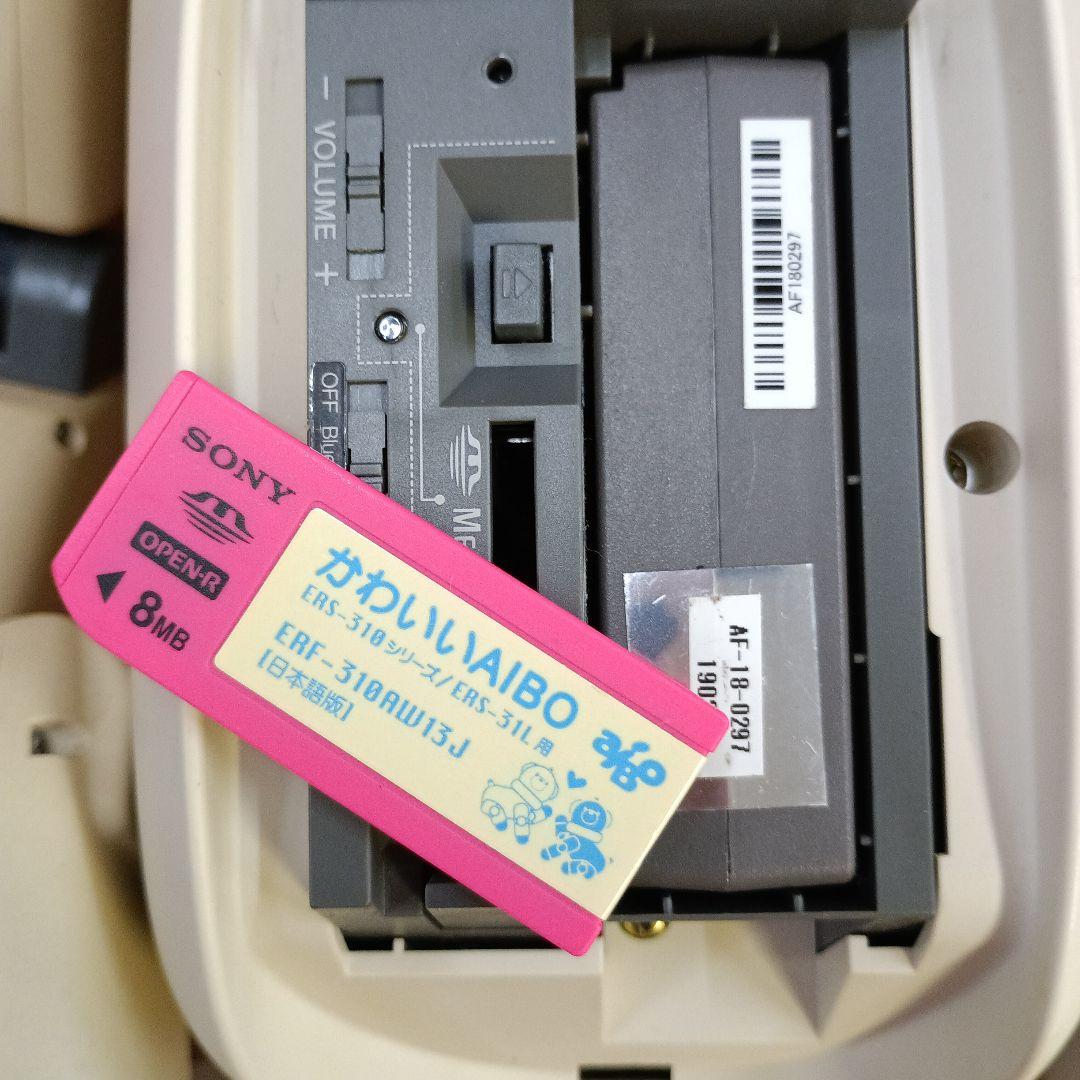 - VOLUME +
OFF
AF180297
SONY
OPEN-R
8MB
かわいいAIBO
ERS-310シリーズ/ERS-31L用
ERF-310AW13J
[日本語版]
aiBo
AF-18-0297